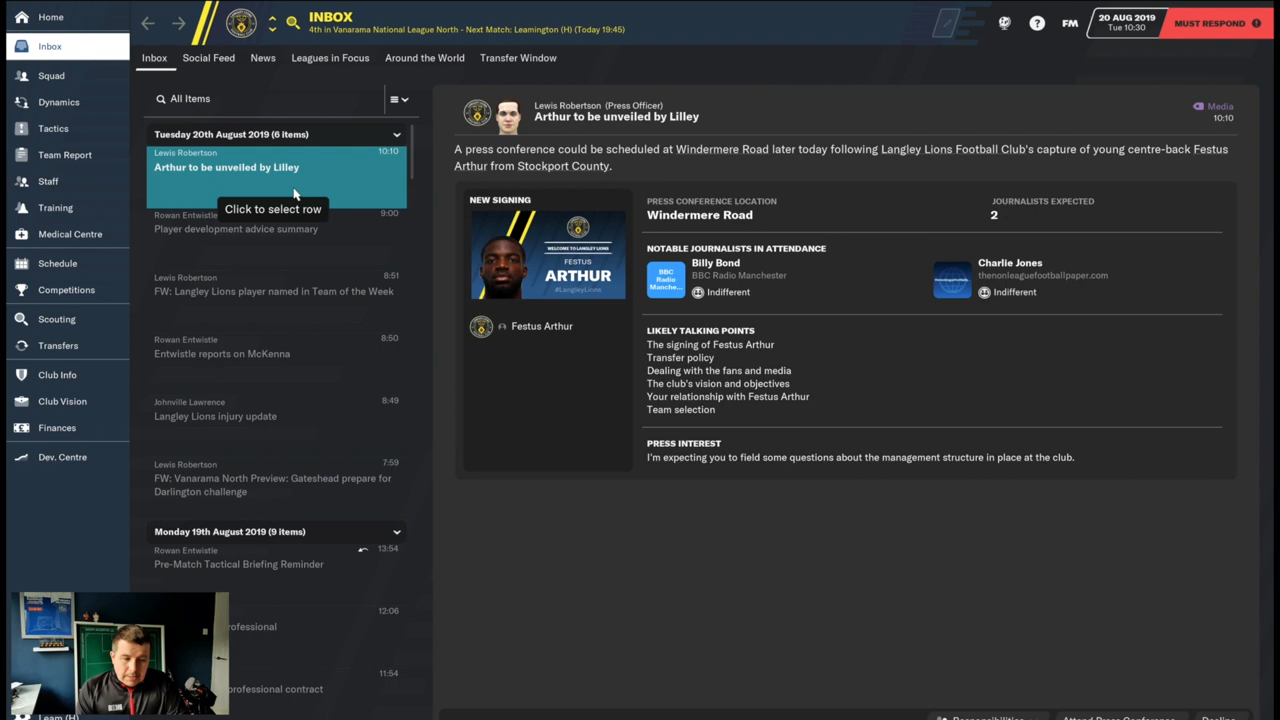 Home
Inbox
Squad
Dynamics
Tactics
Team Report
Staff
Training
Medical Centre
Schedule
Competitions
Scouting
Transfers
Club Info
Club Vision
Finances
Dev. Centre
Team (H)
INBOX
4th in Vanarama National League North - Next Match: Leamington (H) (Today 19:45)
?
FM
20 AUG 2019
Tue 10:30
MUST RESPOND
Inbox
Social Feed
News
Leagues in Focus
Around the World
Transfer Window
All Items
Tuesday 20th August 2019 (6 items)
Lewis Robertson 10:10
Arthur to be unveiled by Lilley
Click to select row
Rowan Entwistle 9:00
Player development advice summary
Lewis Robertson 8:51
FW: Langley Lions player named in Team of the Week
Rowan Entwistle 8:50
Entwistle reports on McKenna
Johnville Lawrence 8:49
Langley Lions injury update
Lewis Robertson 7:59
FW: Vanarama North Preview: Gateshead prepare for
Darlington challenge
Monday 19th August 2019 (9 items)
Rowan Entwistle 13:54
Pre-Match Tactical Briefing Reminder
12:06
professional
11:54
professional contract
Lewis Robertson (Press Officer)
Arthur to be unveiled by Lilley
Media
10:10
A press conference could be scheduled at Windermere Road later today following Langley Lions Football Club's capture of young centre-back Festus
Arthur from Stockport County.
NEW SIGNING
WELCOME TO LANGLEY LIONS
FESTUS
ARTHUR
#LangleyLions
Festus Arthur
PRESS CONFERENCE LOCATION
Windermere Road
JOURNALISTS EXPECTED
2
NOTABLE JOURNALISTS IN ATTENDANCE
BBC
Radio
Manche...
Billy Bond
BBC Radio Manchester
Indifferent
Charlie Jones
thenonleaguefootballpaper.com
Indifferent
LIKELY TALKING POINTS
The signing of Festus Arthur
Transfer policy
Dealing with the fans and media
The club's vision and objectives
Your relationship with Festus Arthur
Team selection
PRESS INTEREST
I'm expecting you to field some questions about the management structure in place at the club.
Responsibilities
Attend Press Conference
Decline